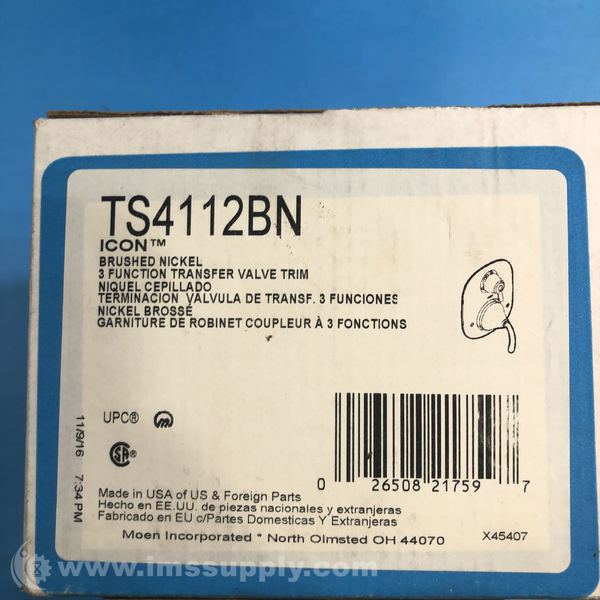 TS4112BN
ICON™
BRUSHED NICKEL
3 FUNCTION TRANSFER VALVE TRIM
NIQUEL CEPILLADO
TERMINACION VALVULA DE TRANSF. 3 FUNCIONES
NICKEL BROSSÉ
GARNITURE DE ROBINET COUPLEUR À 3 FONCTIONS
UPC®
SA®
11/9/16 7:34 PM
0 26508 21759 7
Made in USA of US & Foreign Parts
Hecho en EE.UU. de piezas nacionales y extranjeras
Fabricado en EU c/Partes Domesticas Y Extranjeras
Moen Incorporated * North Olmsted OH 44070
X45407
www.imssupply.com